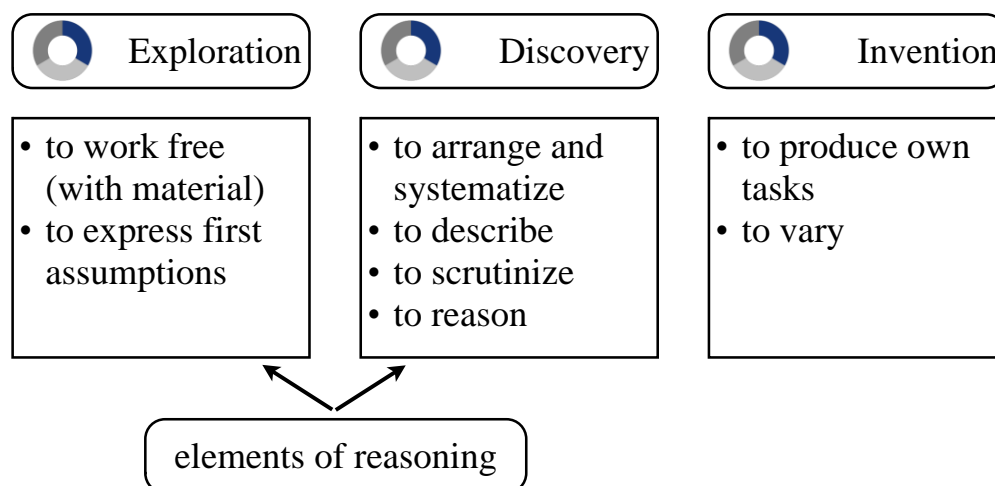 Exploration
• to work free
(with material)
• to express first
assumptions
Discovery
• to arrange and
systematize
• to describe
• to scrutinize
• to reason
Invention
• to produce own
tasks
• to vary
elements of reasoning